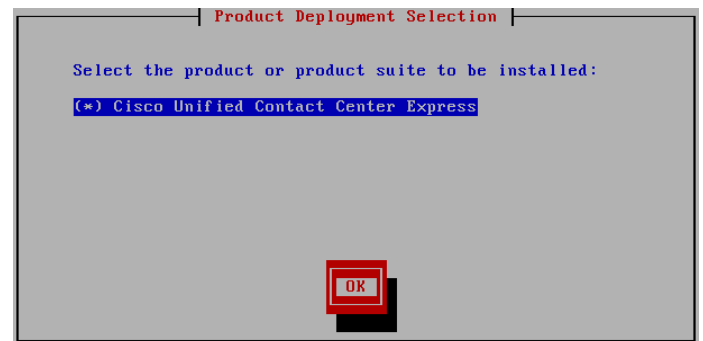 Product Deployment Selection
Select the product or product suite to be installed:
(*) Cisco Unified Contact Center Express
OK